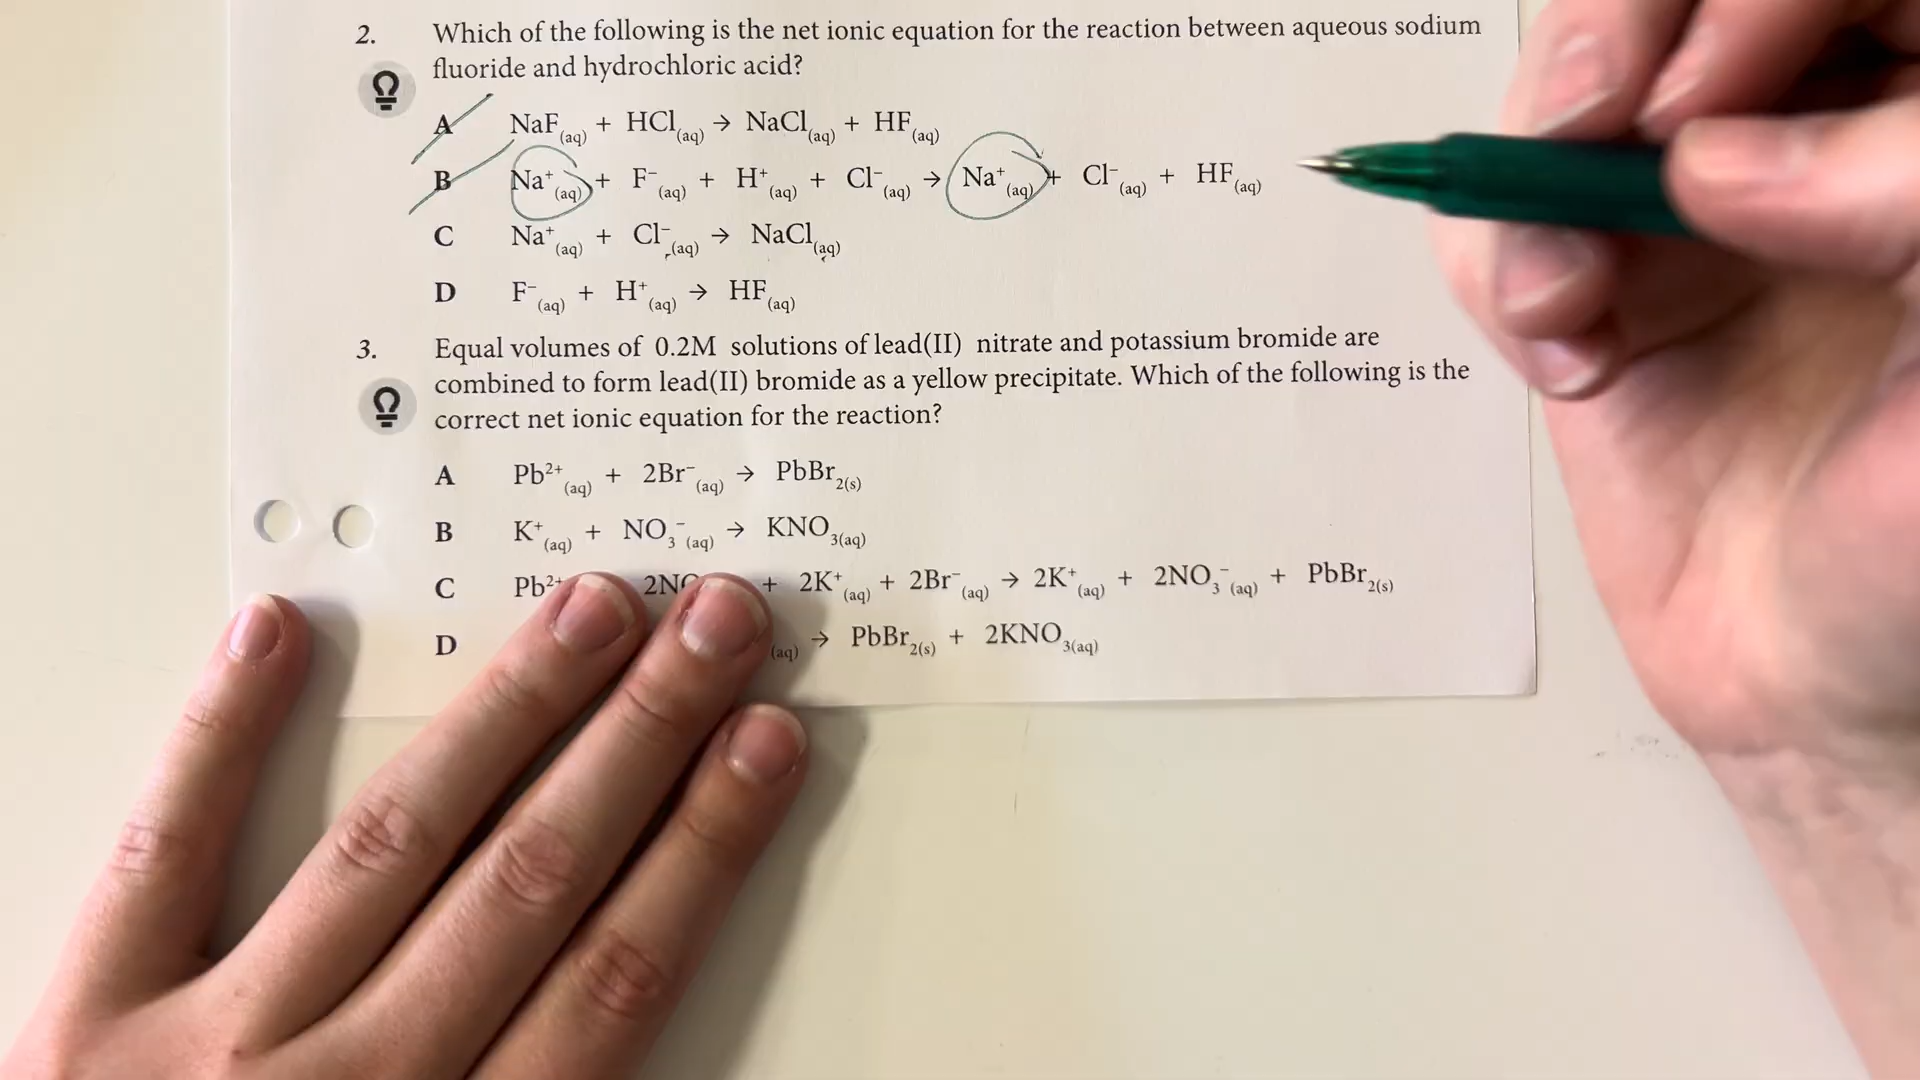 2. Which of the following is the net ionic equation for the reaction between aqueous sodium
fluoride and hydrochloric acid?
A NaF(aq) + HCl(aq) → NaCl(aq) + HF(aq)
B Na⁺(aq) + F⁻(aq) + H⁺(aq) + Cl⁻(aq) → Na⁺(aq) + Cl⁻(aq) + HF(aq)
C Na⁺(aq) + Cl⁻(aq) → NaCl(aq)
D F⁻(aq) + H⁺(aq) → HF(aq)
3. Equal volumes of 0.2M solutions of lead(II) nitrate and potassium bromide are
combined to form lead(II) bromide as a yellow precipitate. Which of the following is the
correct net ionic equation for the reaction?
A Pb²⁺(aq) + 2Br⁻(aq) → PbBr₂(s)
B K⁺(aq) + NO₃⁻(aq) → KNO₃(aq)
C Pb²⁺ 2NO + 2K⁺(aq) + 2Br⁻(aq) → 2K⁺(aq) + 2NO₃⁻(aq) + PbBr₂(s)
D (aq) → PbBr₂(s) + 2KNO₃(aq)